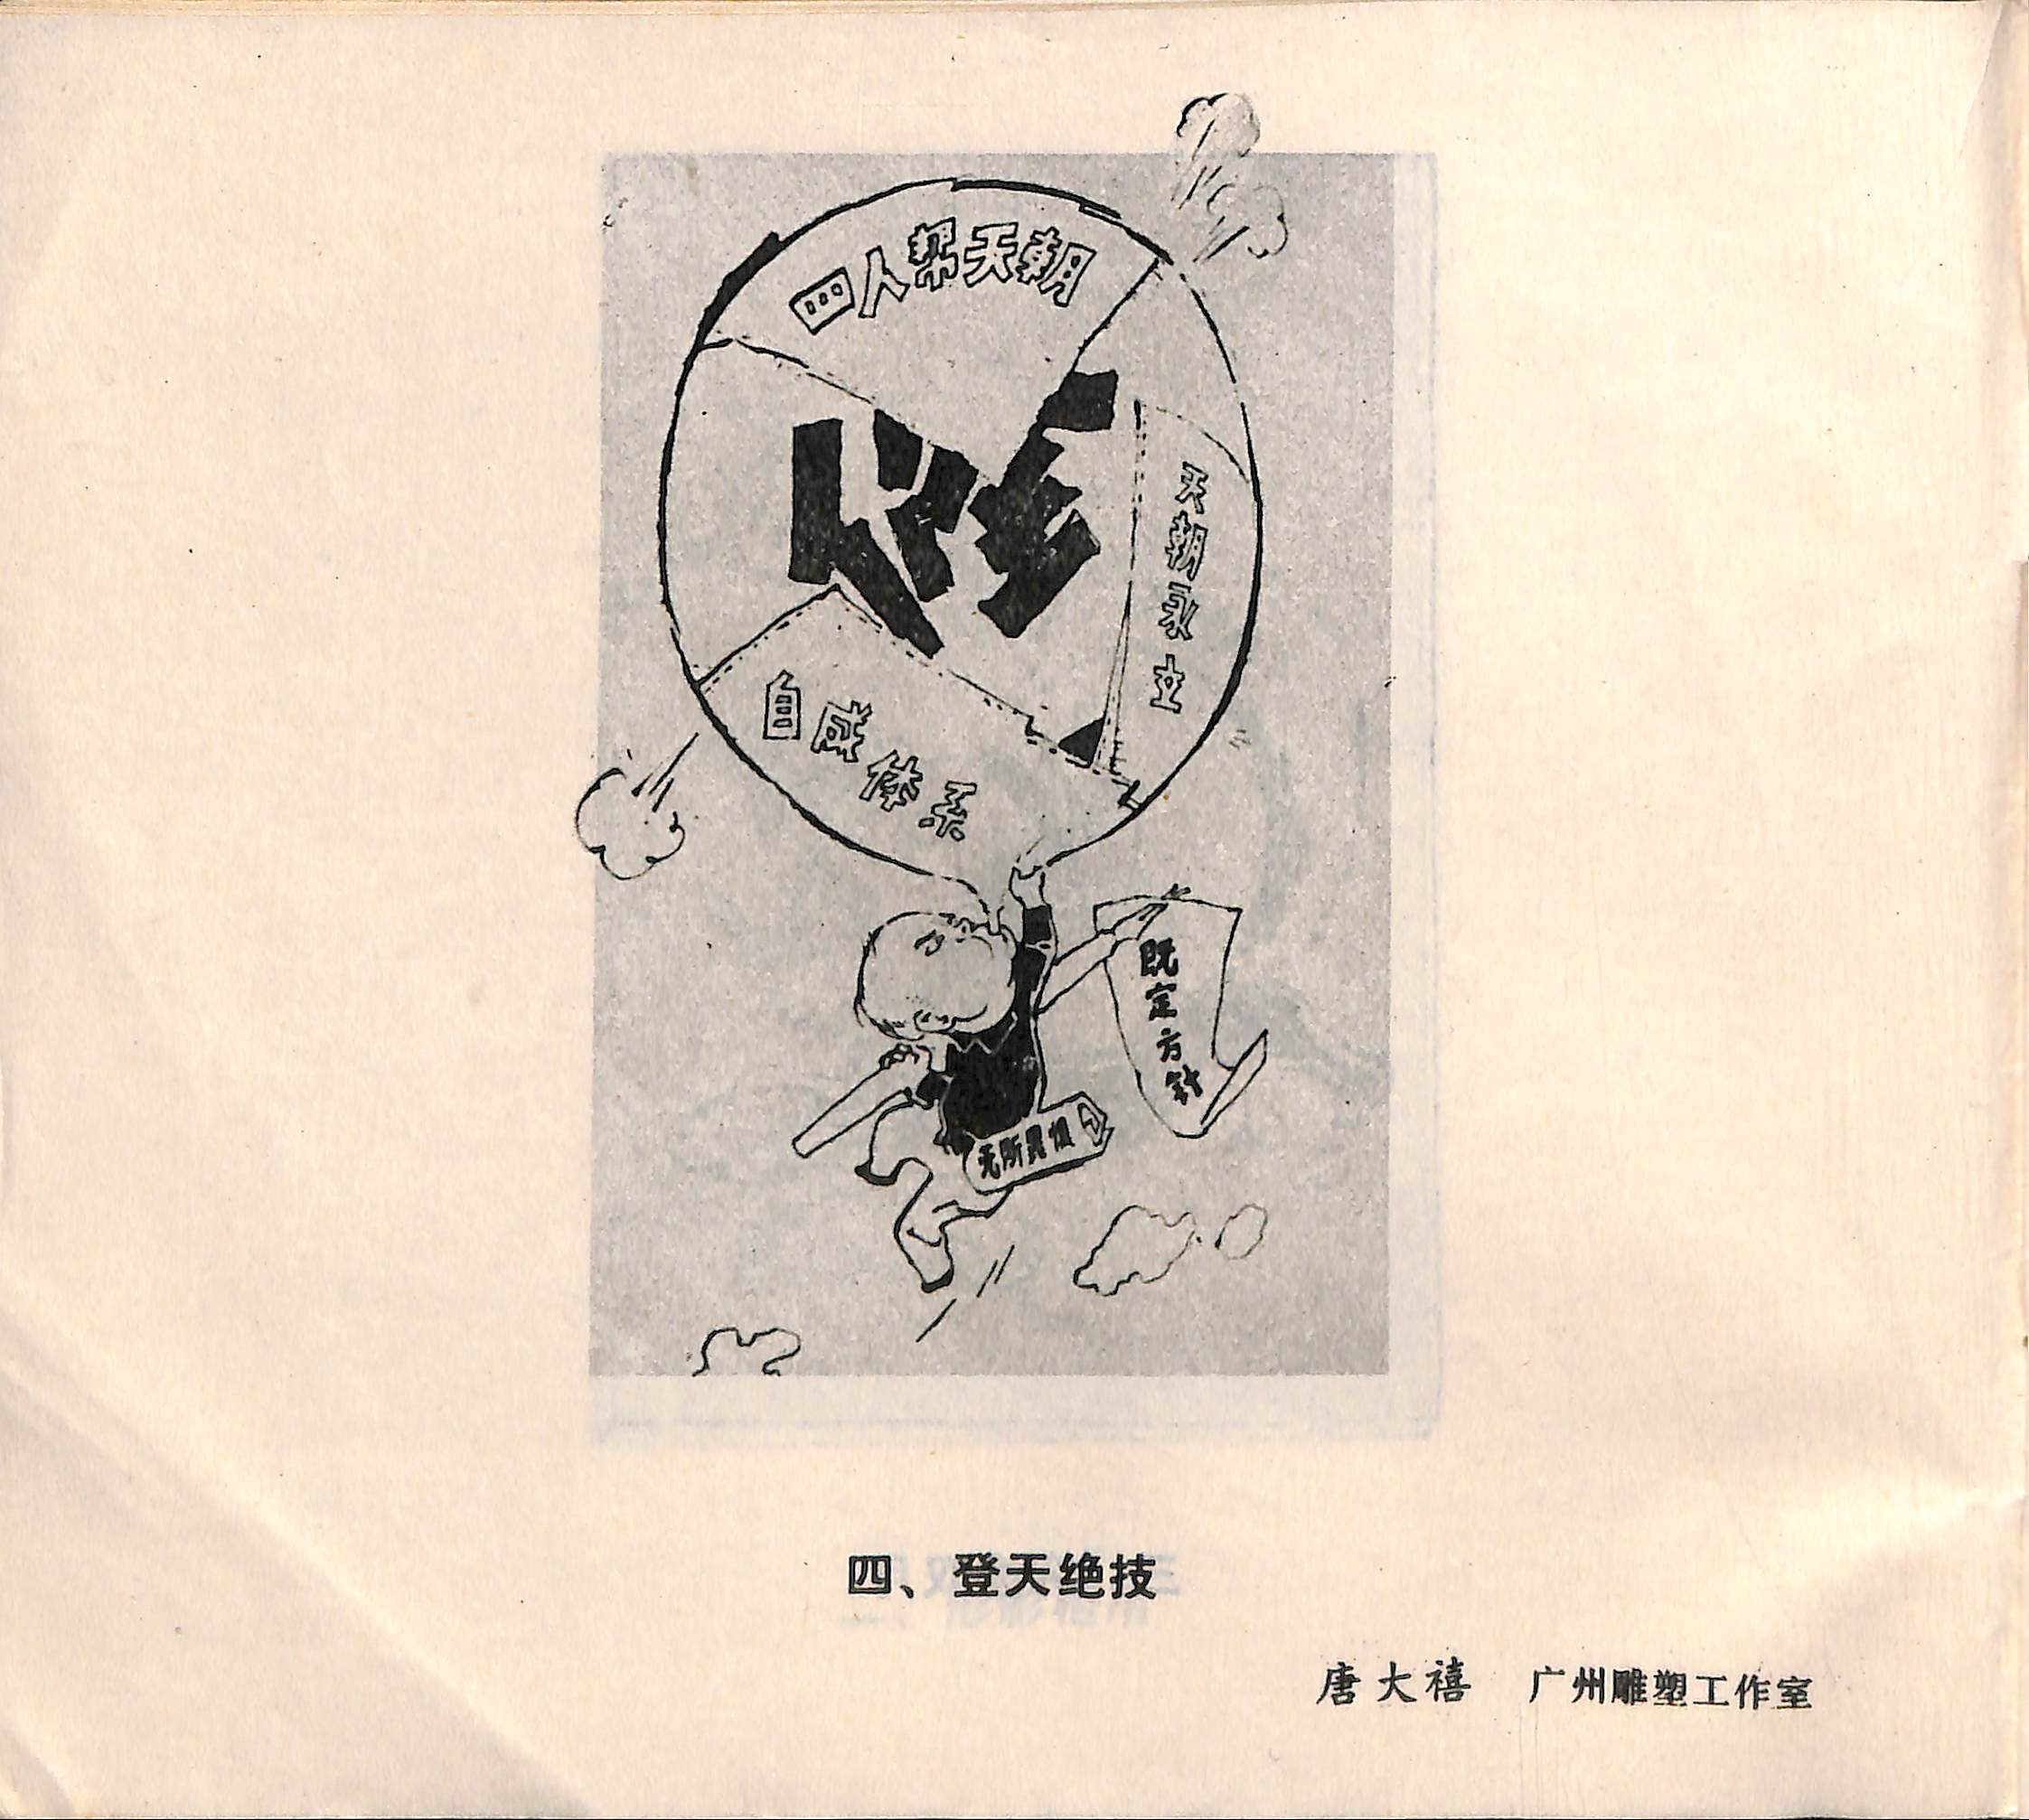 四人帮天朝
天朝永立
自成体系
既定方针
无所畏惧
四、登天绝技
唐大禧 广州雕塑工作室